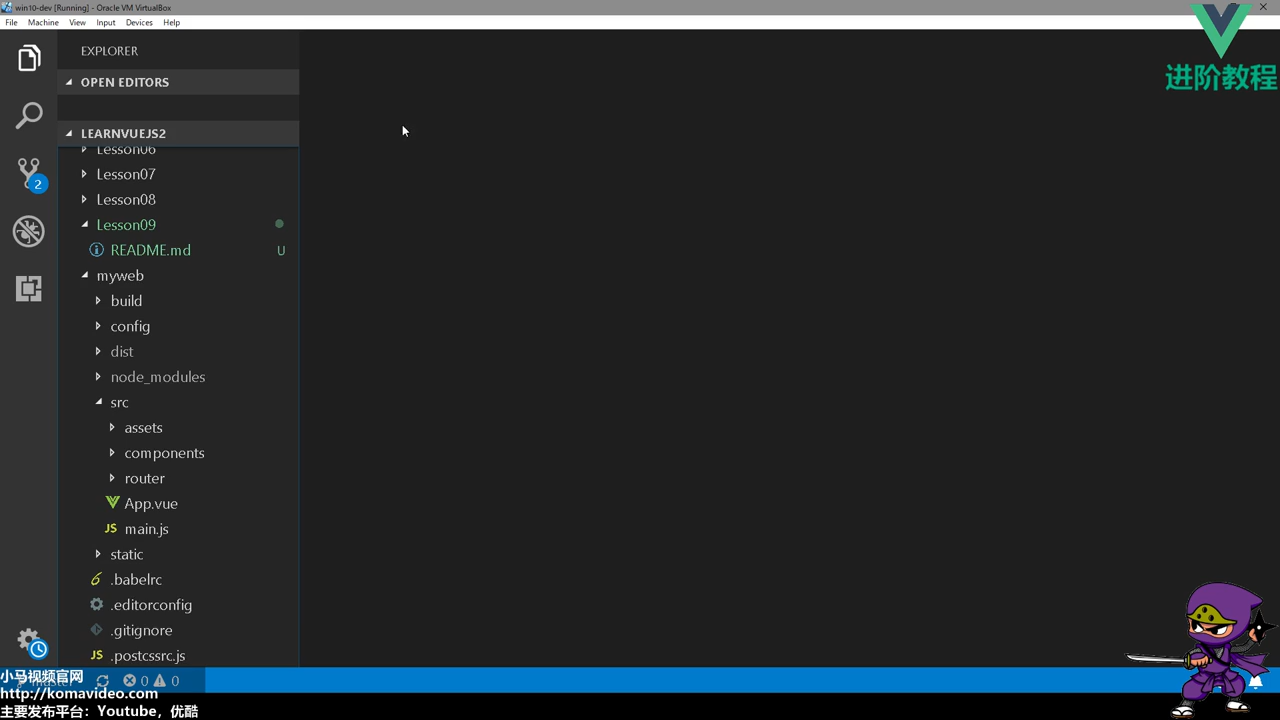 win10-dev [Running] - Oracle VM VirtualBox
File Machine View Input Devices Help
进阶教程
EXPLORER
OPEN EDITORS
LEARNVUEJS2
Lesson06
Lesson07
2
Lesson08
Lesson09
README.md U
myweb
build
config
dist
node_modules
src
assets
components
router
App.vue
JS main.js
static
.babelrc
.editorconfig
.gitignore
JS .postcssrc.js
小马视频官网
0 0
http://komavideo.com
主要发布平台：Youtube，优酷